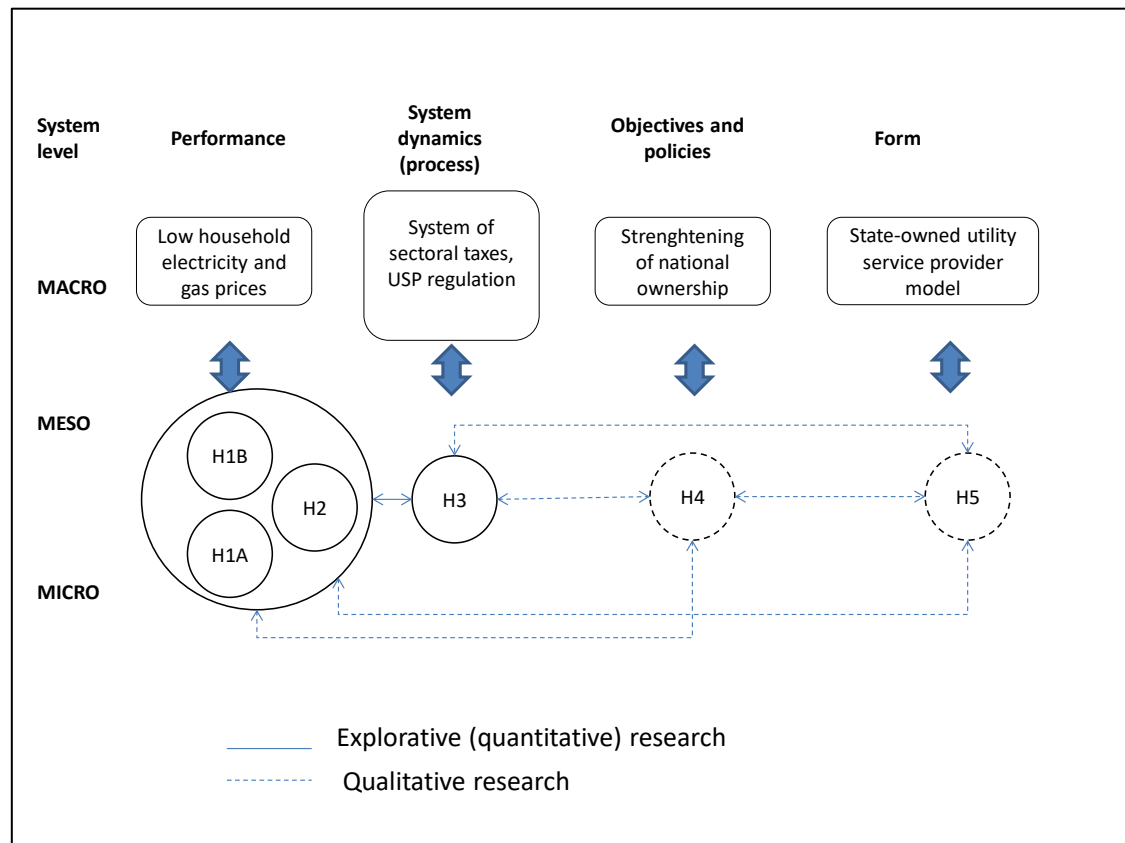 System
level
Performance
System
dynamics
(process)
Objectives and
policies
Form
MACRO
Low household
electricity and
gas prices
System of
sectoral taxes,
USP regulation
Strenghtening
of national
ownership
State-owned utility
service provider
model
MESO
H1B
H2
H1A
H3
H4
H5
MICRO
Explorative (quantitative) research
Qualitative research